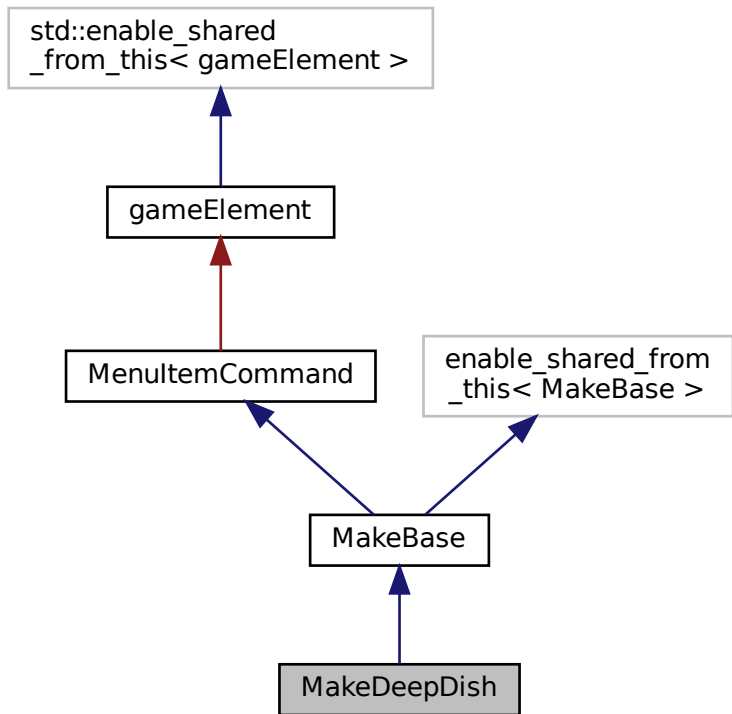 std::enable_shared
_from_this< gameElement >
gameElement
MenuItemCommand
enable_shared_from
_this< MakeBase >
MakeBase
MakeDeepDish